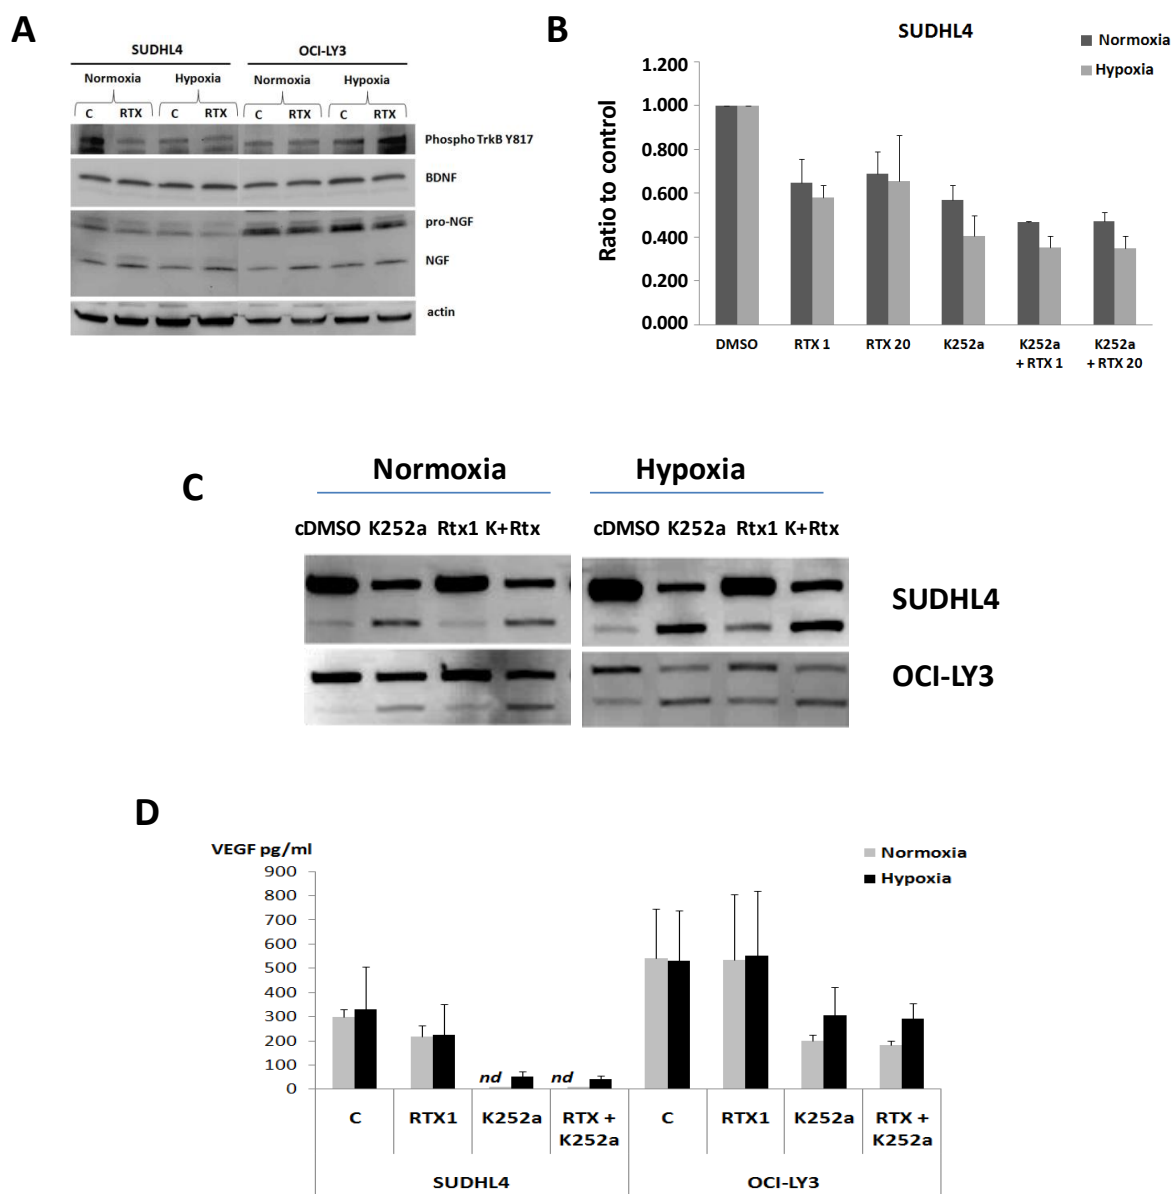 A
SUDHL4 OCI-LY3
Normoxia Hypoxia Normoxia Hypoxia
C RTX C RTX C RTX C RTX
Phospho TrkB Y817
BDNF
pro-NGF
NGF
actin
B
SUDHL4
Normoxia
Hypoxia
Ratio to control
1.200
1.000
0.800
0.600
0.400
0.200
0.000
DMSO RTX 1 RTX 20 K252a K252a + RTX 1 K252a + RTX 20
C
Normoxia Hypoxia
cDMSO K252a Rtx1 K+Rtx cDMSO K252a Rtx1 K+Rtx
SUDHL4
OCI-LY3
D
VEGF pg/ml
Normoxia
Hypoxia
900
800
700
600
500
400
300
200
100
0
nd nd
C RTX1 K252a RTX + K252a C RTX1 K252a RTX + K252a
SUDHL4 OCI-LY3